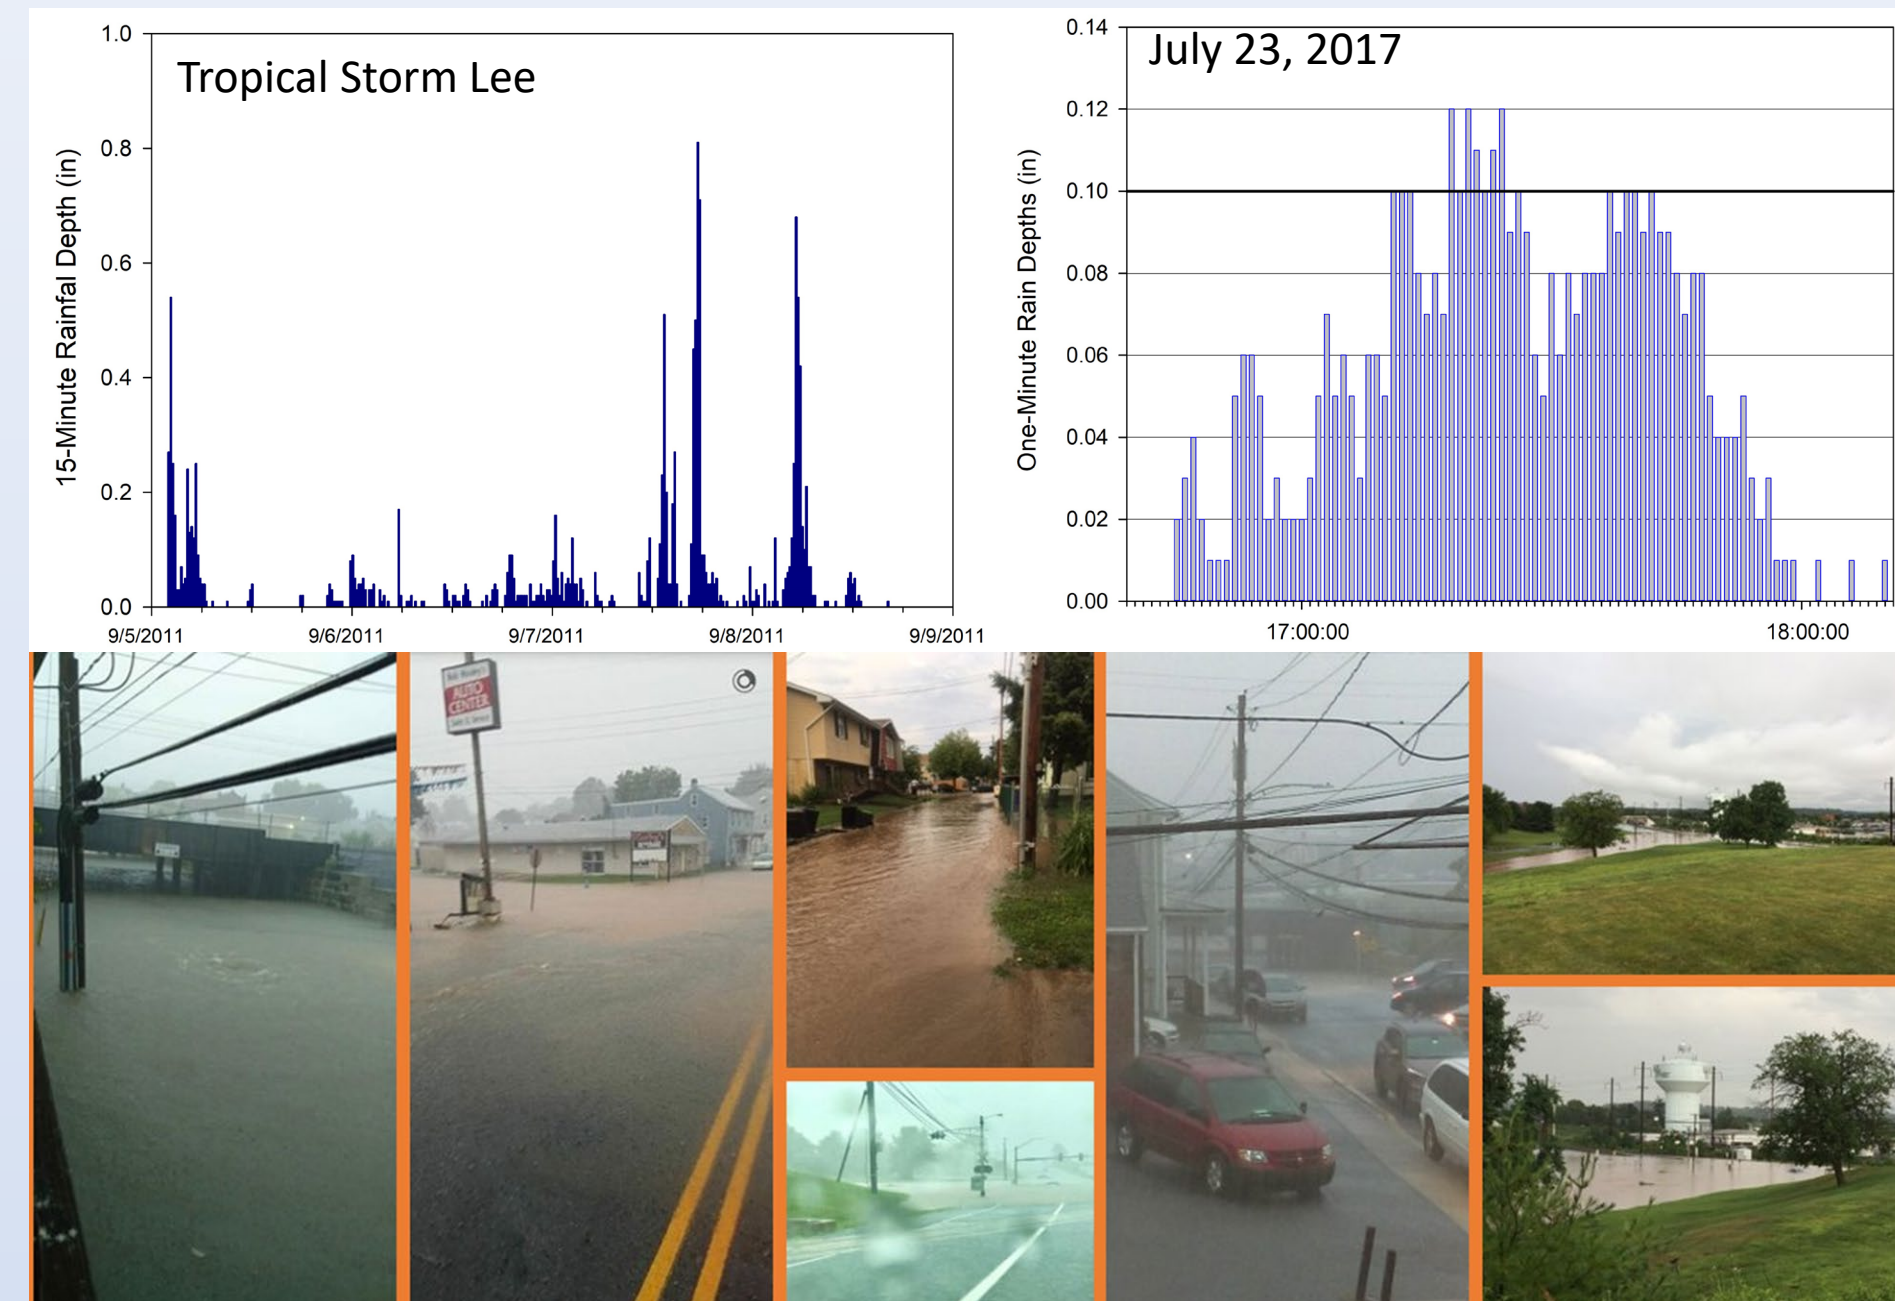 Tropical Storm Lee
15-Minute Rainfall Depth (in)
1.0
0.8
0.6
0.4
0.2
0.0
9/5/2011 9/6/2011 9/7/2011 9/8/2011 9/9/2011
July 23, 2017
One-Minute Rain Depths (in)
0.14
0.12
0.10
0.08
0.06
0.04
0.02
0.00
17:00:00 18:00:00
AUTO
CENTER